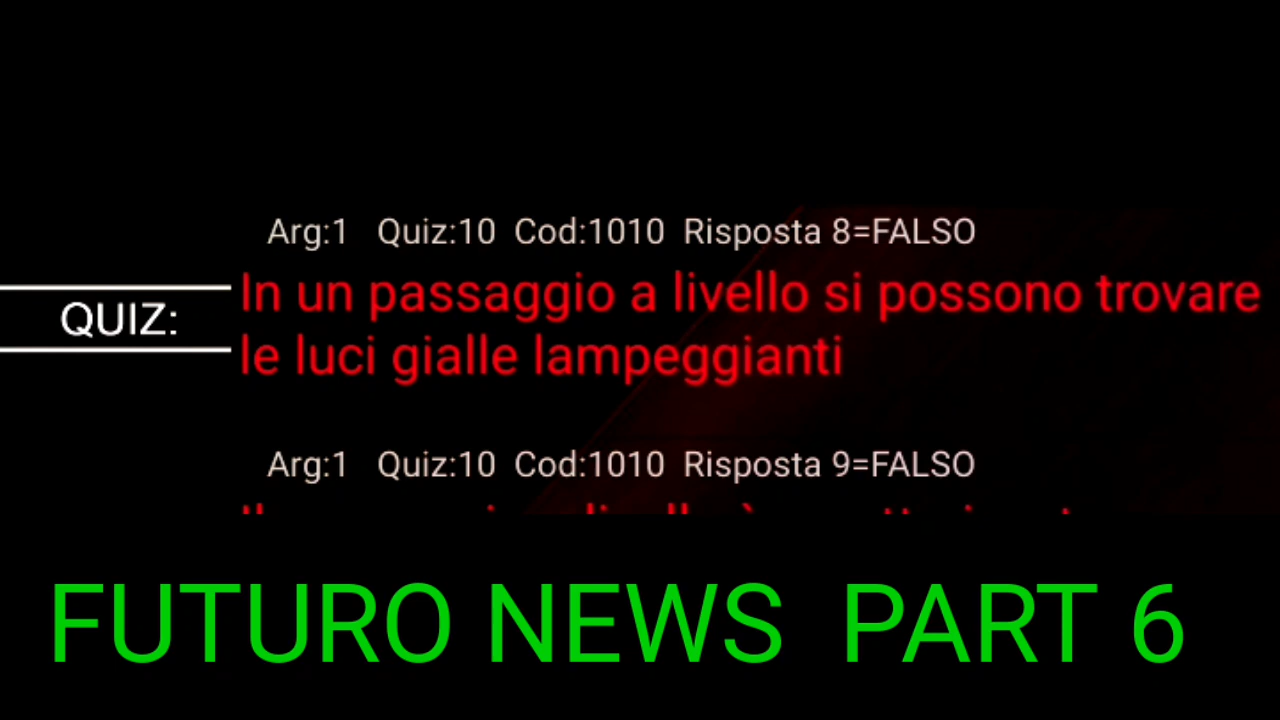 Arg:1 Quiz:10 Cod:1010 Risposta 8=FALSO
QUIZ:
In un passaggio a livello si possono trovare
le luci gialle lampeggianti
Arg:1 Quiz:10 Cod:1010 Risposta 9=FALSO
FUTURO NEWS PART 6